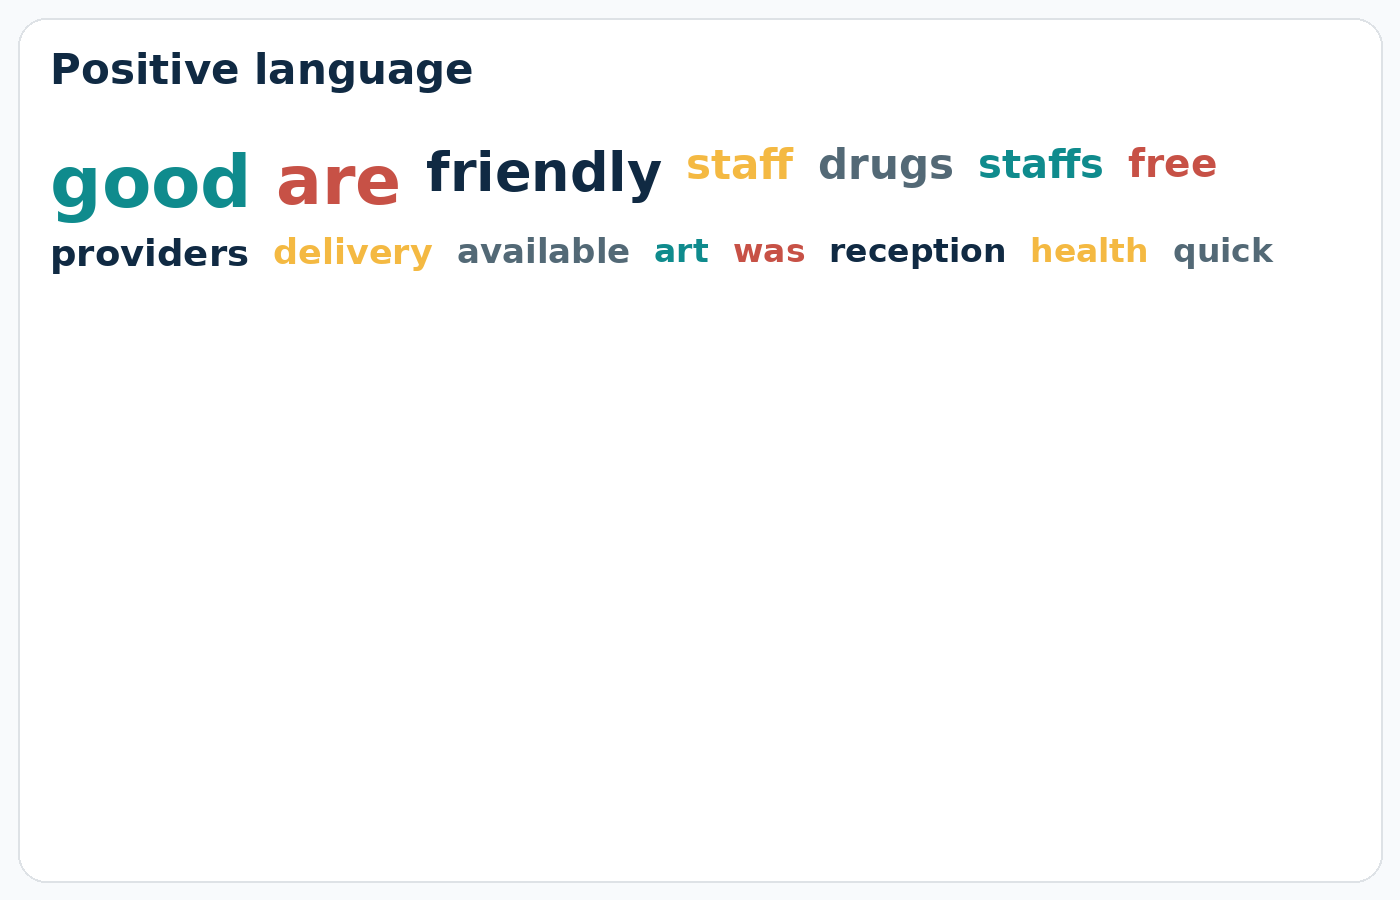 Positive language
good are friendly staff drugs staffs free
providers delivery available art was reception health quick